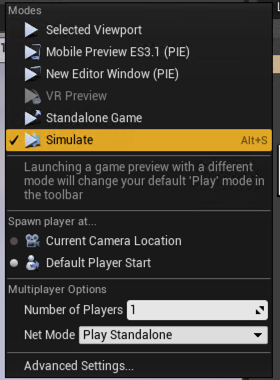 Modes
Selected Viewport
Mobile Preview ES3.1 (PIE)
New Editor Window (PIE)
VR Preview
Standalone Game
Simulate Alt+S
Launching a game preview with a different
mode will change your default 'Play' mode in
the toolbar
Spawn player at...
Current Camera Location
Default Player Start
Multiplayer Options
Number of Players 1
Net Mode Play Standalone
Advanced Settings...